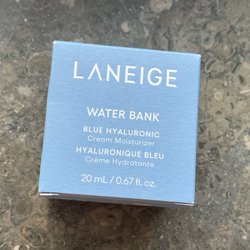 LANEIGE
WATER BANK
BLUE HYALURONIC
Cream Moisturizer
HYALURONIQUE BLEU
Crème Hydratante
20 mL / 0.67 fl. oz.